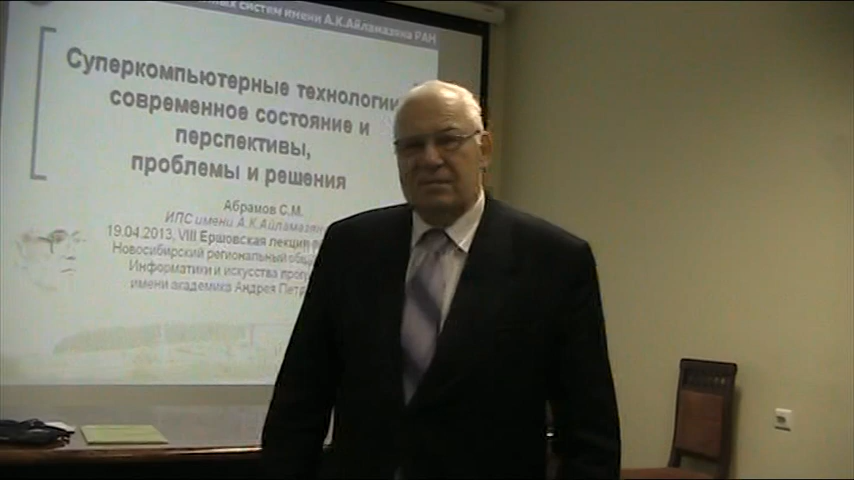 систем имени А.К.Айламазяна РАН
Суперкомпьютерные технологии:
современное состояние и
перспективы,
проблемы и решения
Абрамов С.М.
ИПС имени А.К.Айламазяна
19.04.2013, VIII Ершовская лекция
Новосибирский региональный
Информатики и искусства
имени академика Андрея